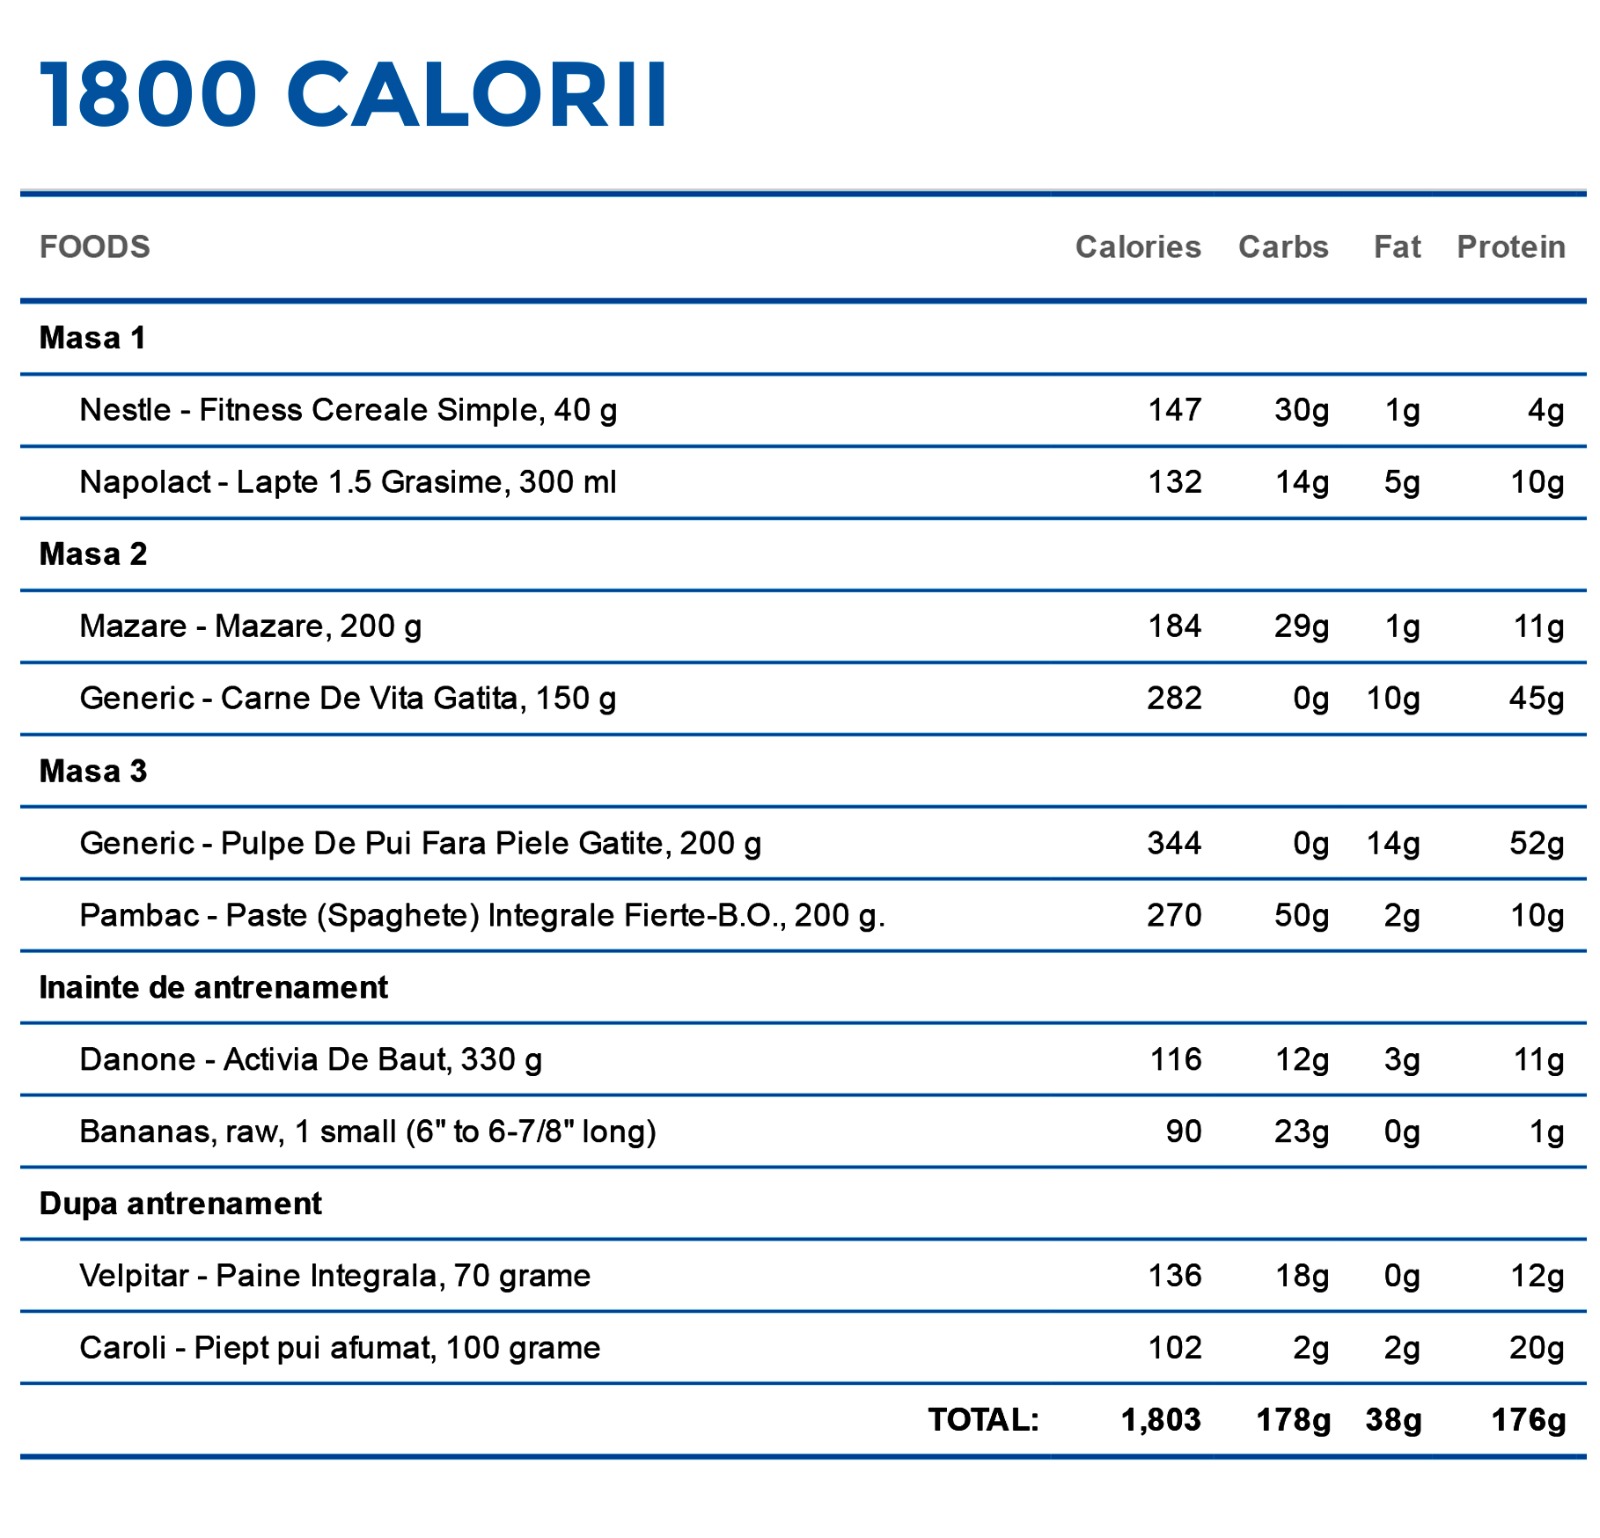 1800 CALORII
FOODS Calories Carbs Fat Protein
Masa 1
Nestle - Fitness Cereale Simple, 40 g 147 30g 1g 4g
Napolact - Lapte 1.5 Grasime, 300 ml 132 14g 5g 10g
Masa 2
Mazare - Mazare, 200 g 184 29g 1g 11g
Generic - Carne De Vita Gatita, 150 g 282 0g 10g 45g
Masa 3
Generic - Pulpe De Pui Fara Piele Gatite, 200 g 344 0g 14g 52g
Pambac - Paste (Spaghete) Integrale Fierte-B.O., 200 g. 270 50g 2g 10g
Inainte de antrenament
Danone - Activia De Baut, 330 g 116 12g 3g 11g
Bananas, raw, 1 small (6" to 6-7/8" long) 90 23g 0g 1g
Dupa antrenament
Velpitar - Paine Integrala, 70 grame 136 18g 0g 12g
Caroli - Piept pui afumat, 100 grame 102 2g 2g 20g
TOTAL: 1,803 178g 38g 176g